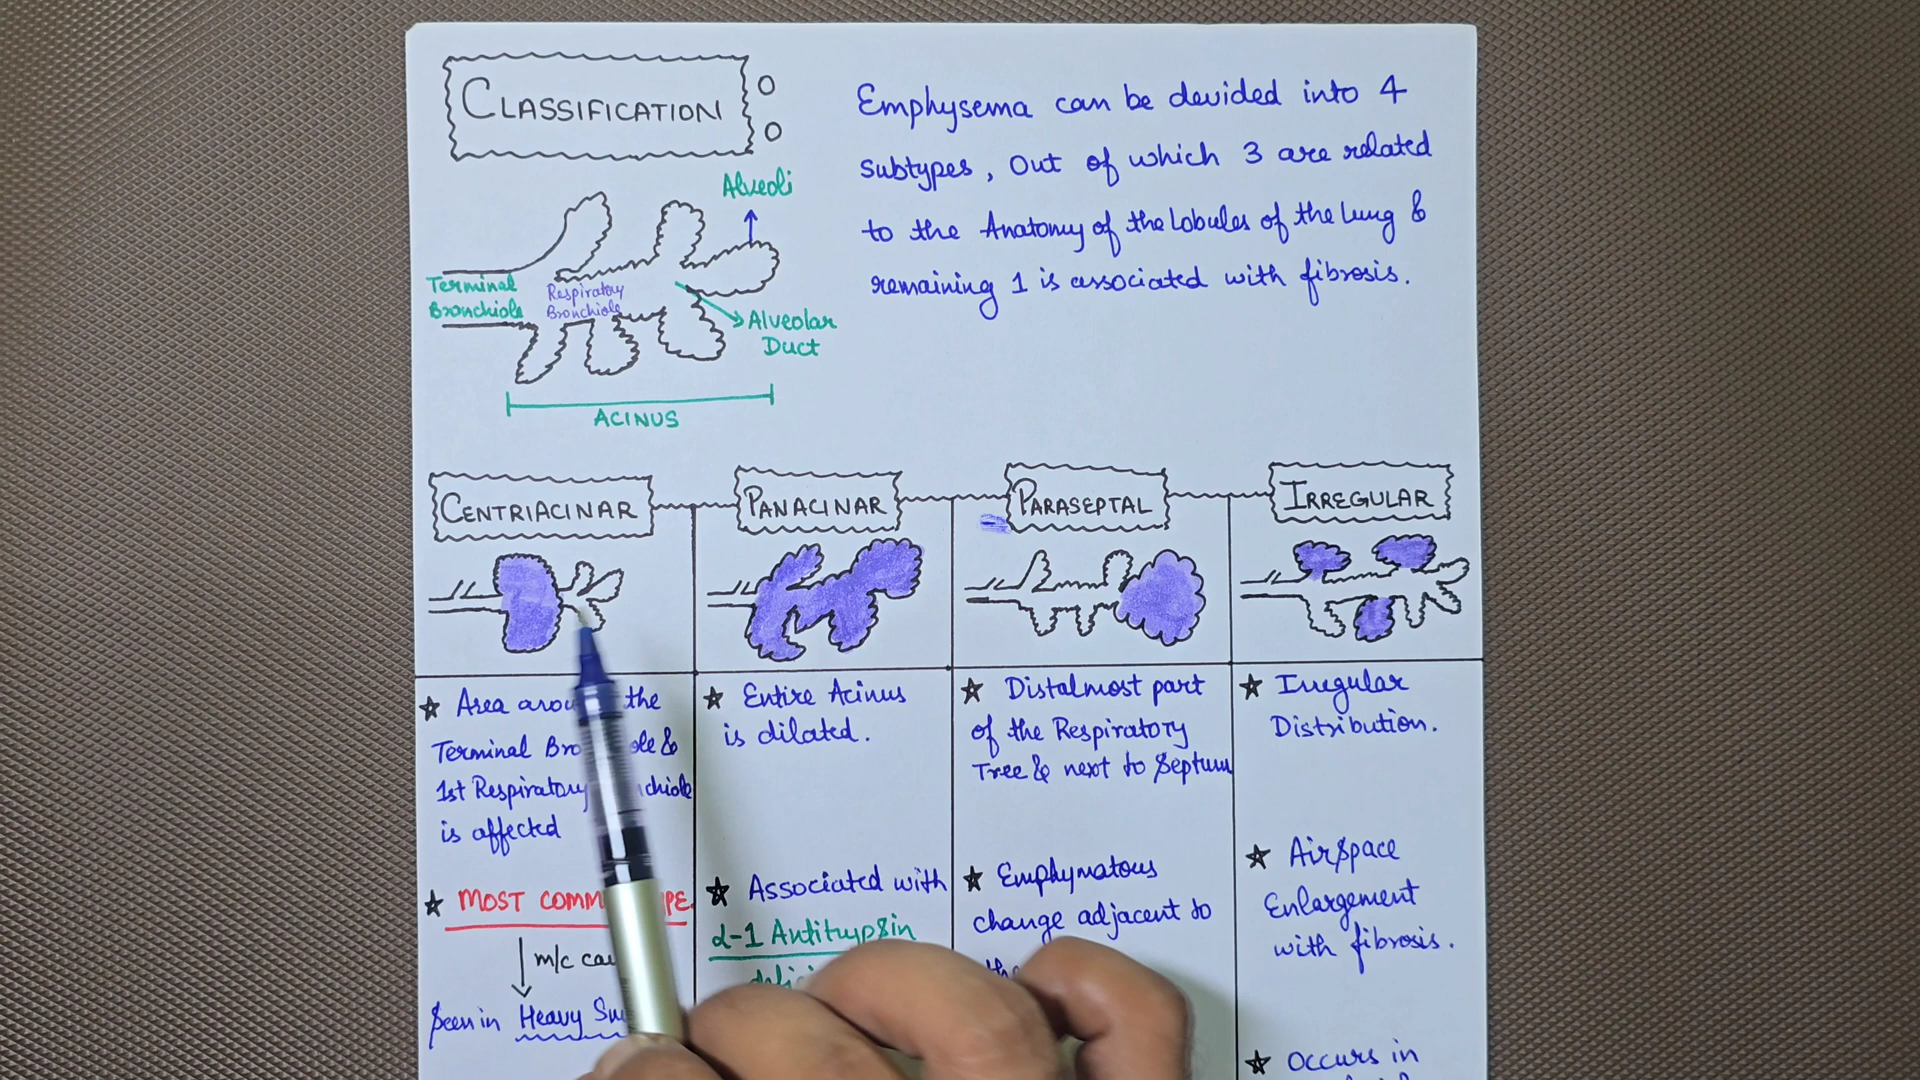 CLASSIFICATION
Emphysema can be devided into 4
subtypes, Out of which 3 are related
to the Anatomy of the Lobules of the Lung &
remaining 1 is associated with fibrosis.
Alveoli
Terminal
Bronchiole
Respiratory
Bronchiole
Alveolar
Duct
ACINUS
CENTRIACINAR
★ Area the
Terminal &
1st Respiratory
is affected
★ MOST
m/c
Seen in Heavy
PANACINAR
★ Entire Acinus
is dilated.
★ Associated with
α-1 Antitrypsin
PARASEPTAL
★ Distalmost part
of the Respiratory
Tree & next to Septum
★ Emphymatous
change adjacent to
IRREGULAR
★ Irregular
Distribution.
★ Airspace
Enlargement
with fibrosis.
★ Occurs in